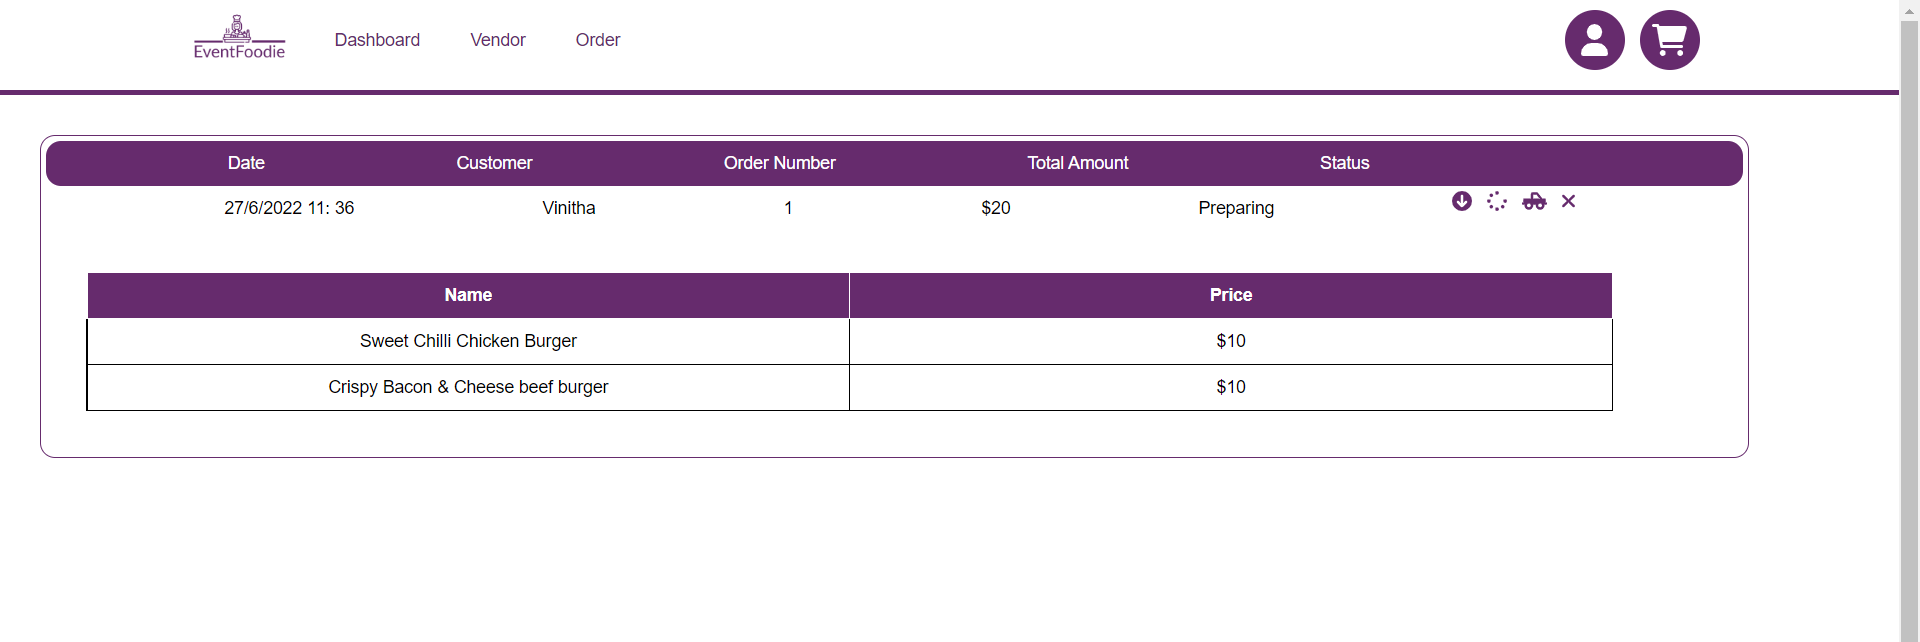 EventFoodie Dashboard Vendor Order
Date Customer Order Number Total Amount Status
27/6/2022 11: 36 Vinitha 1 $20 Preparing
Name Price
Sweet Chilli Chicken Burger $10
Crispy Bacon & Cheese beef burger $10